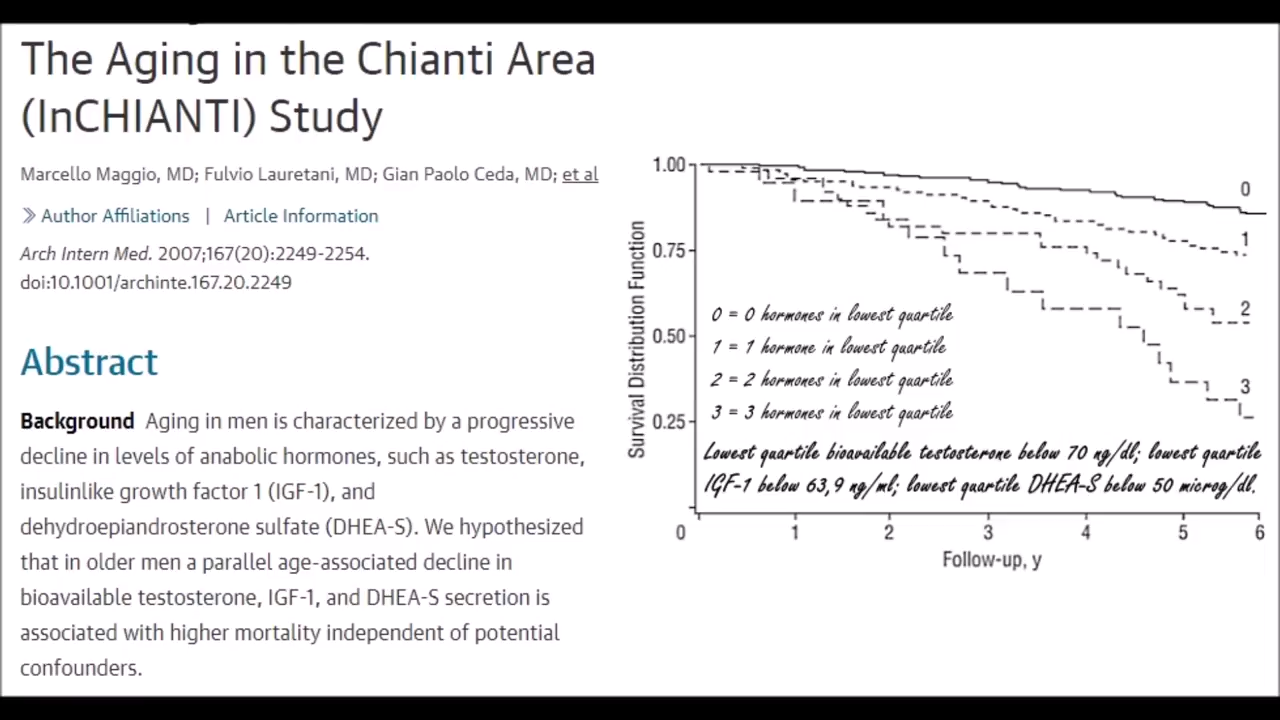 The Aging in the Chianti Area
(InCHIANTI) Study
Marcello Maggio, MD; Fulvio Lauretani, MD; Gian Paolo Ceda, MD; et al
Author Affiliations | Article Information
Arch Intern Med. 2007;167(20):2249-2254.
doi:10.1001/archinte.167.20.2249
Abstract
Background Aging in men is characterized by a progressive
decline in levels of anabolic hormones, such as testosterone,
insulinlike growth factor 1 (IGF-1), and
dehydroepiandrosterone sulfate (DHEA-S). We hypothesized
that in older men a parallel age-associated decline in
bioavailable testosterone, IGF-1, and DHEA-S secretion is
associated with higher mortality independent of potential
confounders.
Survival Distribution Function
1.00
0.75
0.50
0.25
0
1
2
3
0 = 0 hormones in lowest quartile
1 = 1 hormone in lowest quartile
2 = 2 hormones in lowest quartile
3 = 3 hormones in lowest quartile
Lowest quartile bioavailable testosterone below 70 ng/dl; lowest quartile
IGF-1 below 63,9 ng/ml; lowest quartile DHEA-S below 50 microg/dl.
0 1 2 3 4 5 6
Follow-up, y